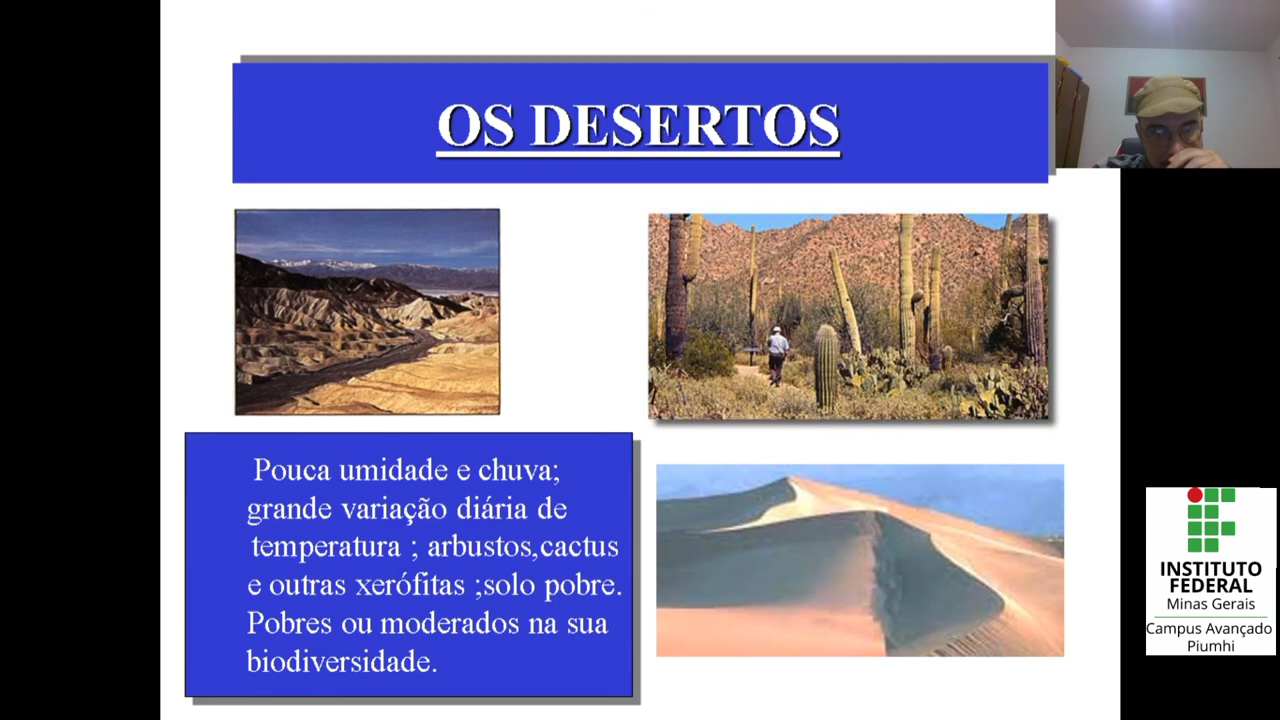 OS DESERTOS
Pouca umidade e chuva;
grande variação diária de
temperatura ; arbustos,cactus
e outras xerófitas ;solo pobre.
Pobres ou moderados na sua
biodiversidade.
INSTITUTO
FEDERAL
Minas Gerais
Campus Avançado
Piumhi